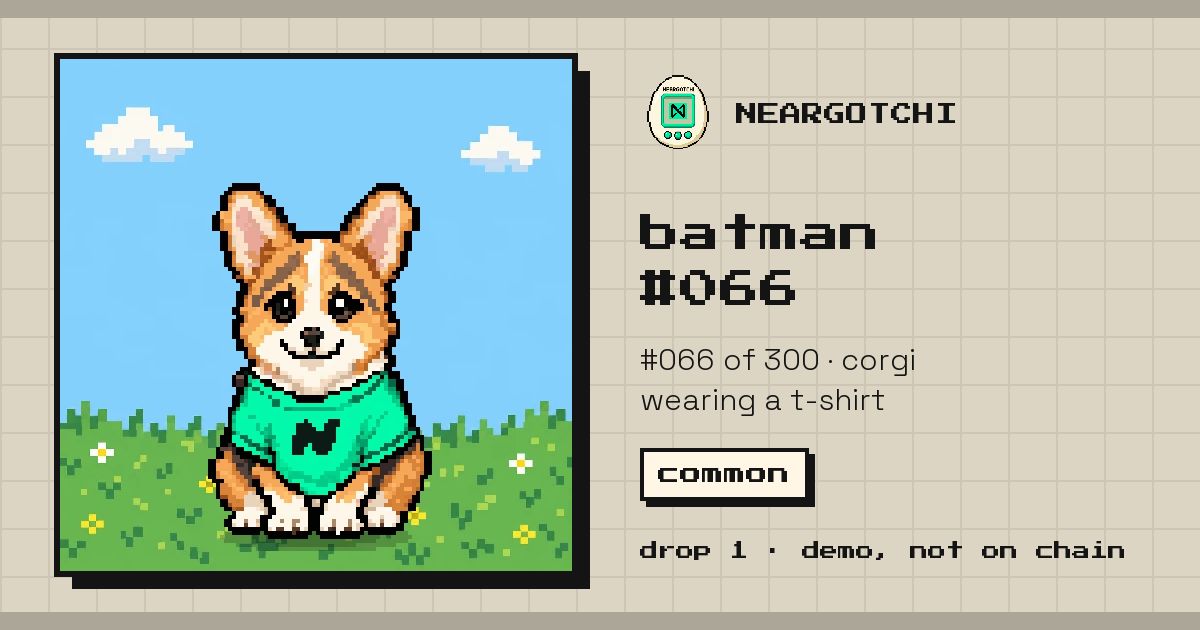 NEARGOTCHI
NEARGOTCHI
batman
#066
#066 of 300 · corgi
wearing a t-shirt
N
common
drop 1 · demo, not on chain